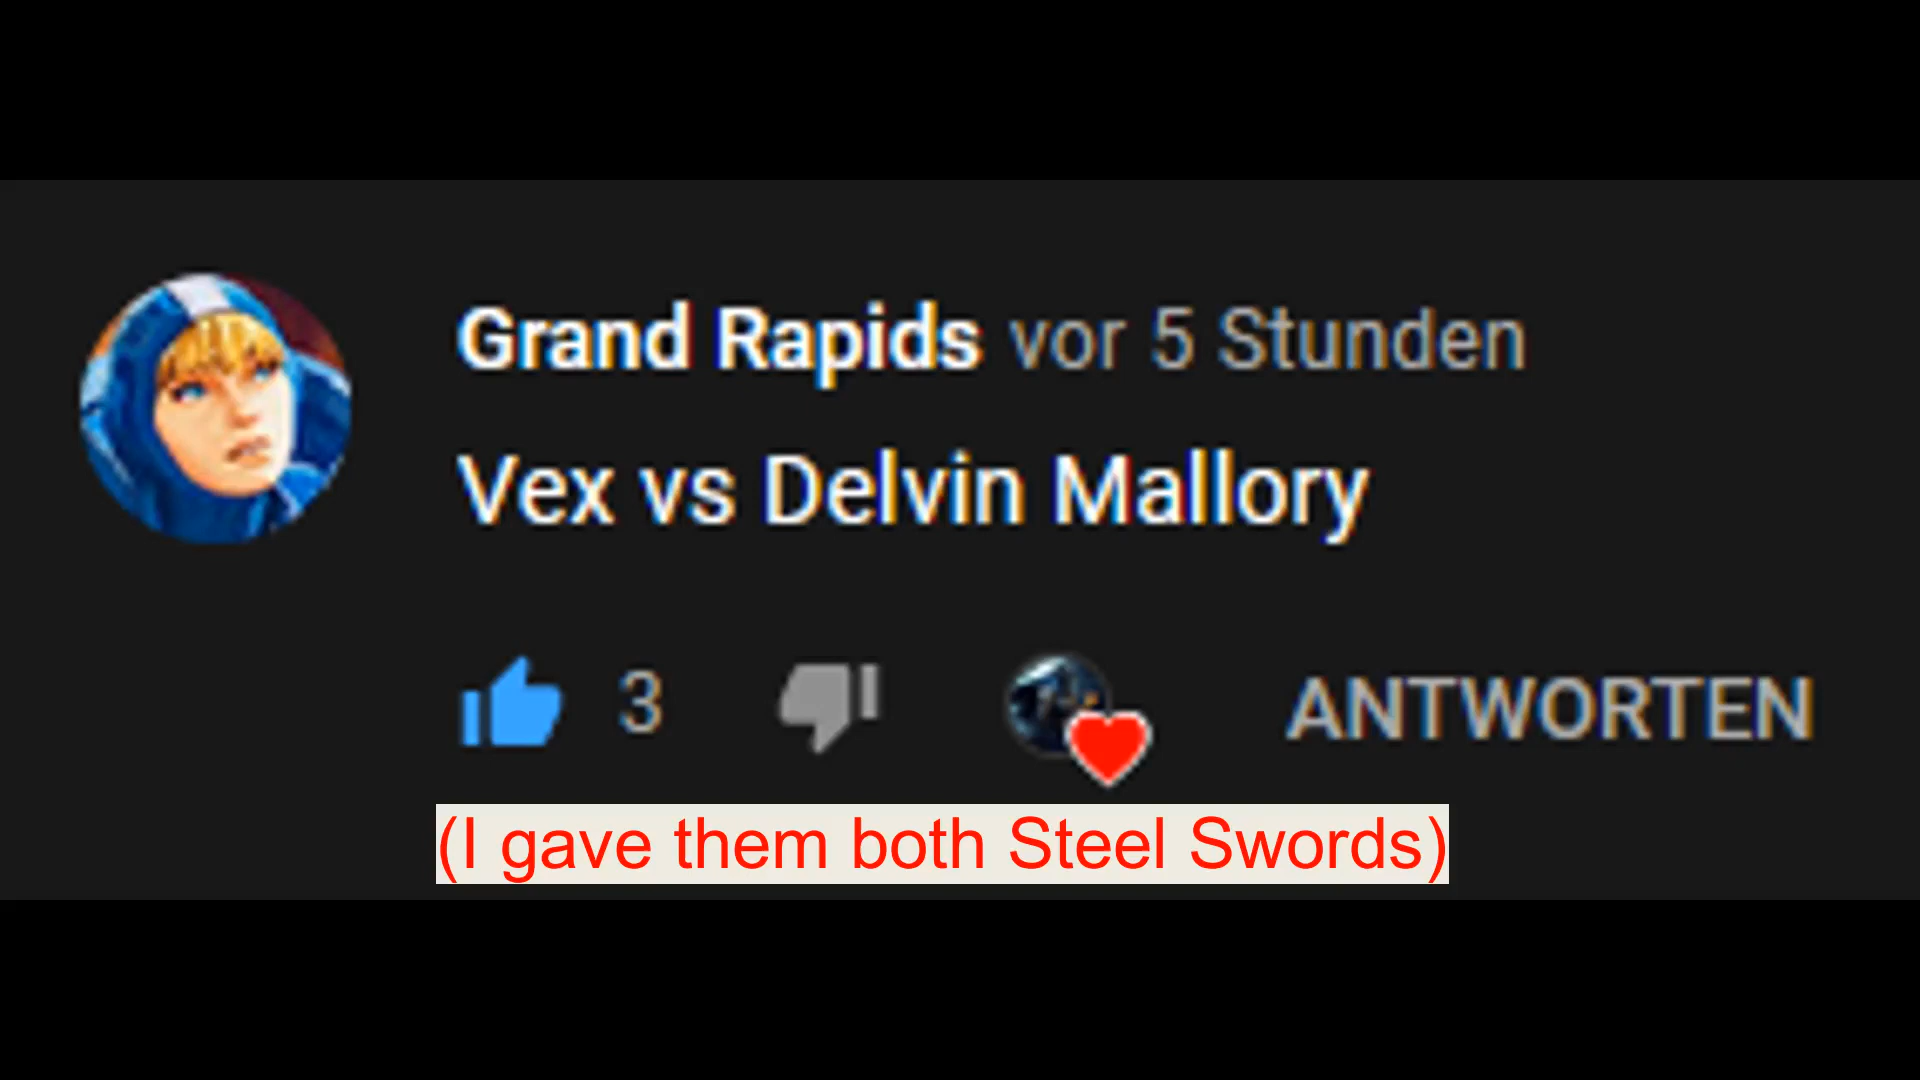 Grand Rapids vor 5 Stunden
Vex vs Delvin Mallory
3 ANTWORTEN
(I gave them both Steel Swords)